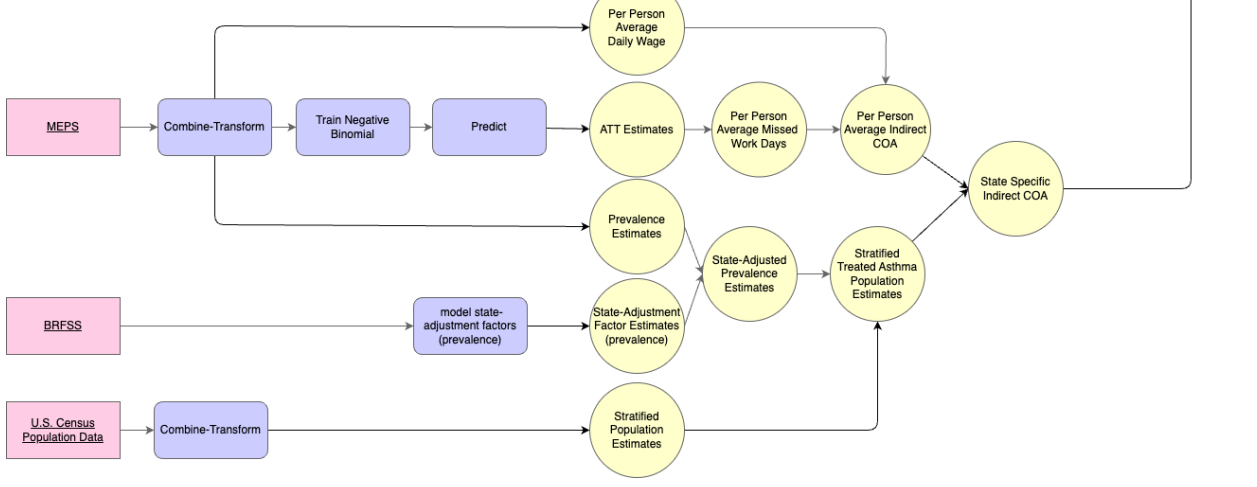 Per Person
Average
Daily Wage
MEPS
Combine-Transform
Train Negative
Binomial
Predict
ATT Estimates
Per Person
Average Missed
Work Days
Per Person
Average Indirect
COA
State Specific
Indirect COA
Prevalence
Estimates
State-Adjusted
Prevalence
Estimates
Stratified
Treated Asthma
Population
Estimates
BRFSS
model state-
adjustment factors
(prevalence)
State-Adjustment
Factor Estimates
(prevalence)
U.S. Census
Population Data
Combine-Transform
Stratified
Population
Estimates